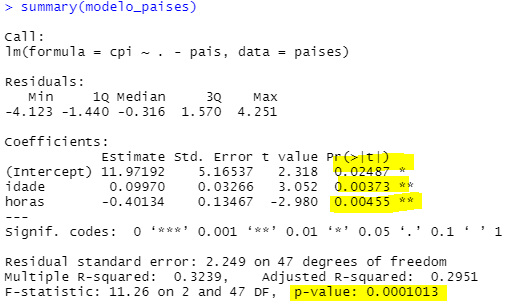 > summary(modelo_paises)
Call:
lm(formula = cpi ~ . - pais, data = paises)
Residuals:
Min 1Q Median 3Q Max
-4.123 -1.440 -0.316 1.570 4.251
Coefficients:
Estimate Std. Error t value Pr(>|t|)
(Intercept) 11.97192 5.16537 2.318 0.02487 *
idade 0.09970 0.03266 3.052 0.00373 **
horas -0.40134 0.13467 -2.980 0.00455 **
---
Signif. codes: 0 ‘***’ 0.001 ‘**’ 0.01 ‘*’ 0.05 ‘.’ 0.1 ‘ ’ 1
Residual standard error: 2.249 on 47 degrees of freedom
Multiple R-squared: 0.3239, Adjusted R-squared: 0.2951
F-statistic: 11.26 on 2 and 47 DF, p-value: 0.0001013